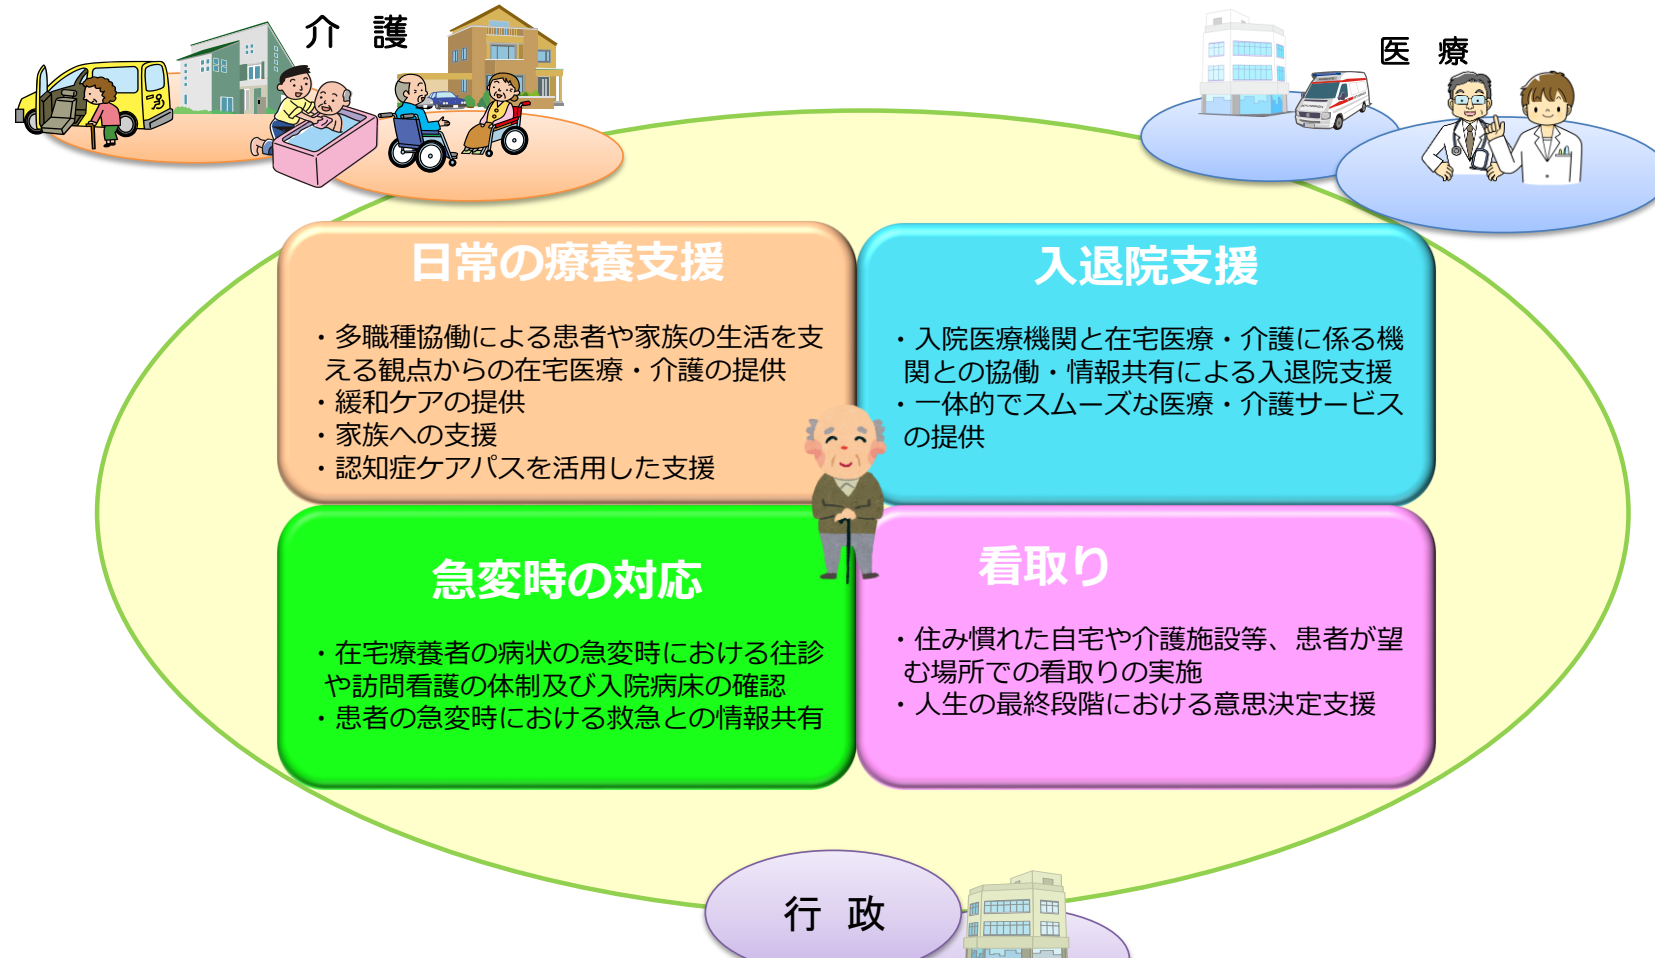 介 護
医 療
日常の療養支援
・多職種協働による患者や家族の生活を支
える観点からの在宅医療・介護の提供
・緩和ケアの提供
・家族への支援
・認知症ケアパスを活用した支援
入退院支援
・入院医療機関と在宅医療・介護に係る機
関との協働・情報共有による入退院支援
・一体的でスムーズな医療・介護サービス
の提供
急変時の対応
・在宅療養者の病状の急変時における往診
や訪問看護の体制及び入院病床の確認
・患者の急変時における救急との情報共有
看取り
・住み慣れた自宅や介護施設等、患者が望
む場所での看取りの実施
・人生の最終段階における意思決定支援
行 政